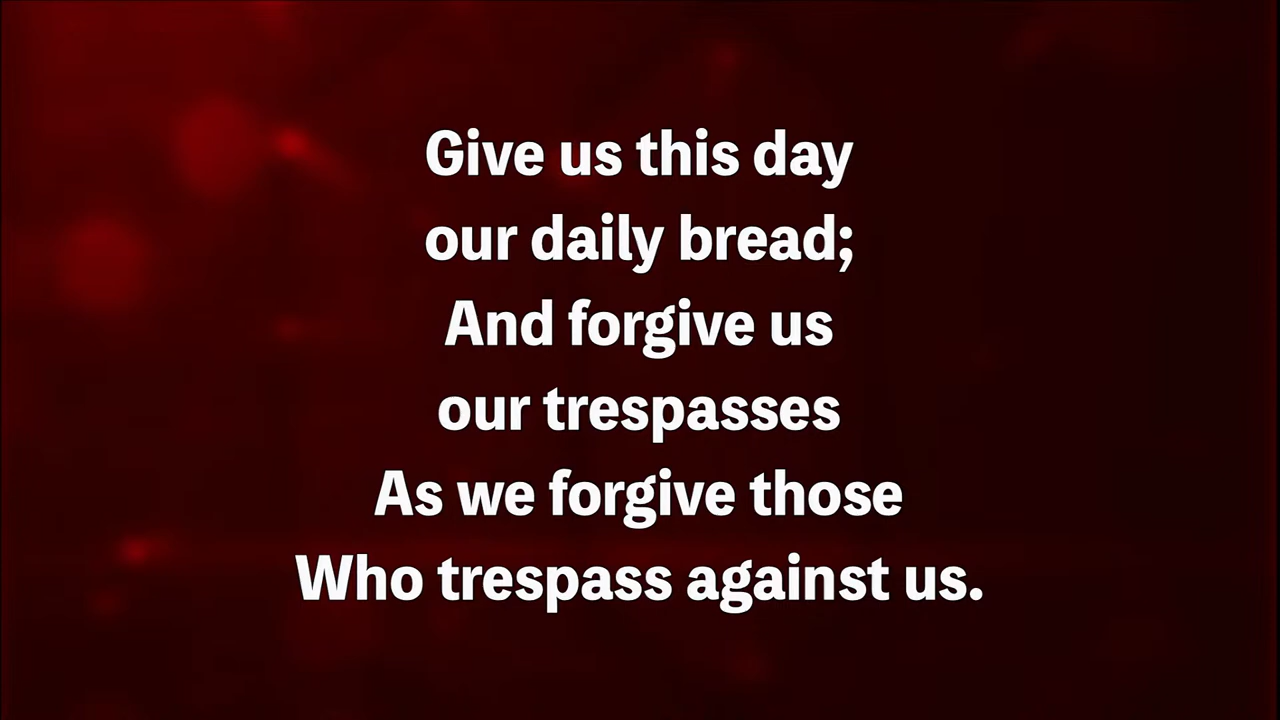 Give us this day
our daily bread;
And forgive us
our trespasses
As we forgive those
Who trespass against us.